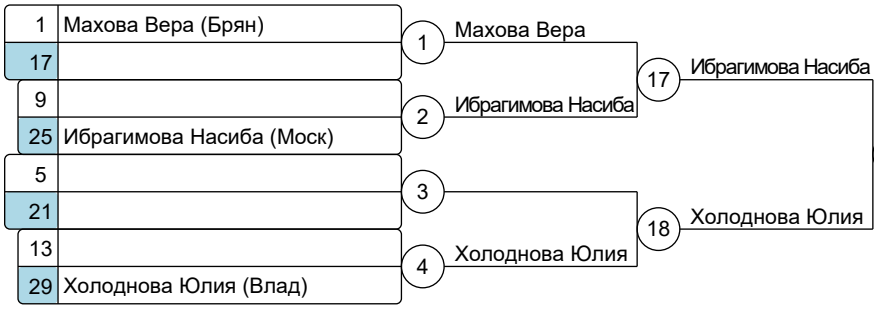 1 Махова Вера (Брян)
17
1 Махова Вера
9
25 Ибрагимова Насиба (Моск)
2 Ибрагимова Насиба
17 Ибрагимова Насиба
5
21
3
13
29 Холоднова Юлия (Влад)
4 Холоднова Юлия
18 Холоднова Юлия